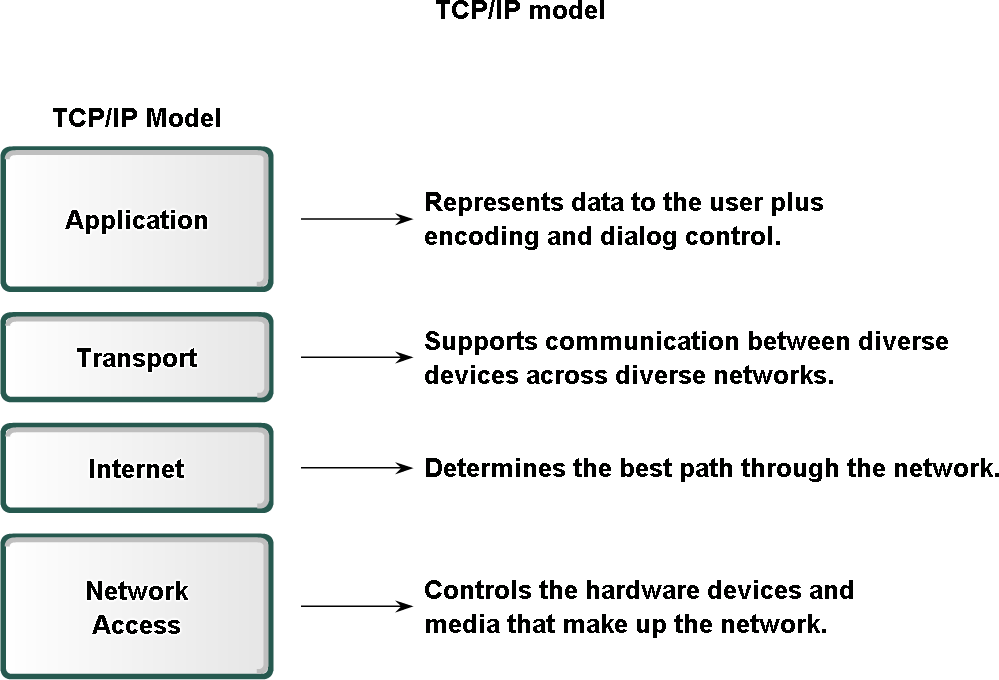 TCP/IP model
TCP/IP Model
Application
Represents data to the user plus
encoding and dialog control.
Transport
Supports communication between diverse
devices across diverse networks.
Internet
Determines the best path through the network.
Network
Access
Controls the hardware devices and
media that make up the network.